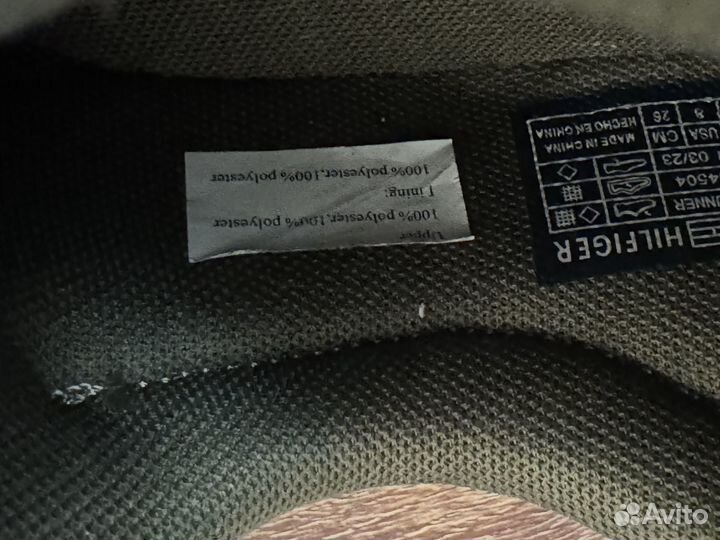 Upper
100% polyester,100% polyester
Lining:
100% polyester,100% polyester
HILFIGER
UNNER
4504
03/23
USA 8
CM 26
MADE IN CHINA
HECHO EN CHINA
Avito